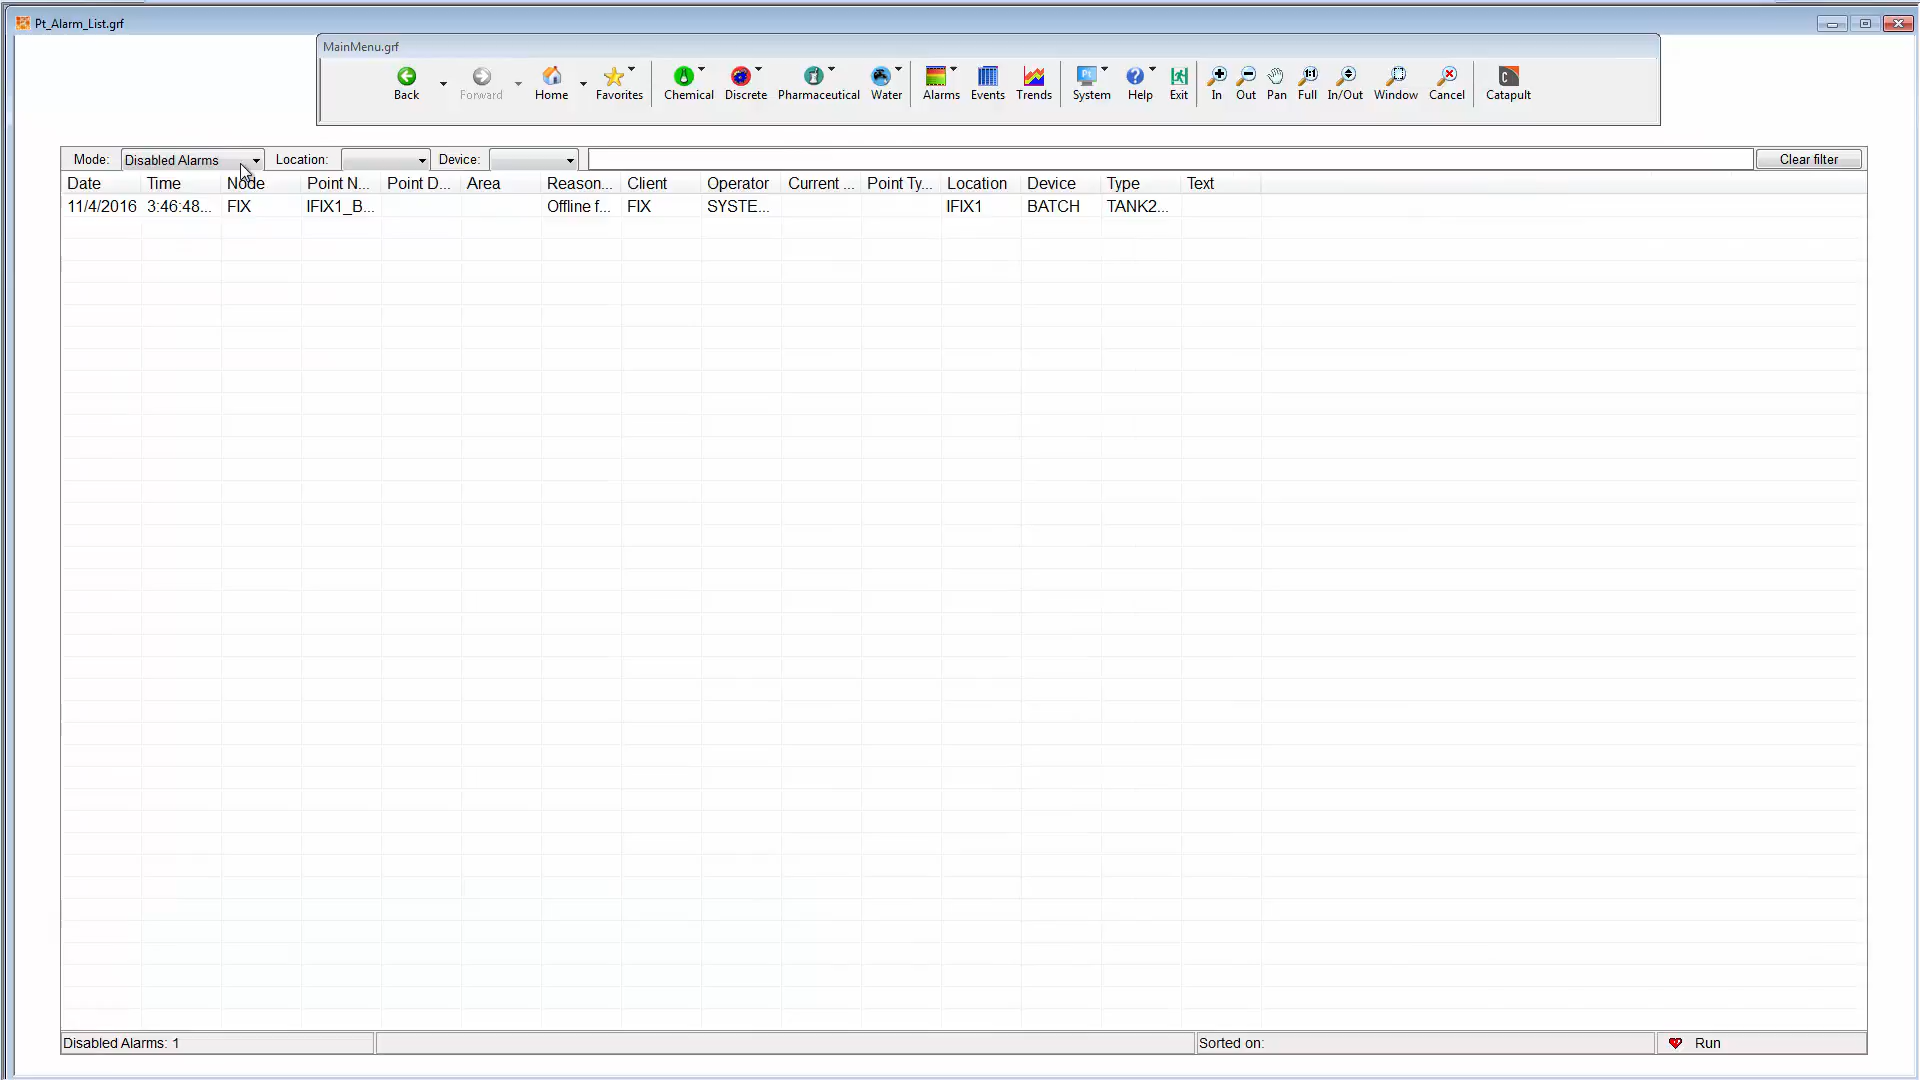 Pt_Alarm_List.grf
MainMenu.grf
Back Forward Home Favorites Chemical Discrete Pharmaceutical Water Alarms Events Trends System Help Exit In Out Pan Full In/Out Window Cancel Catapult
Mode: Disabled Alarms Location: Device: Clear filter
Date Time Node Point N... Point D... Area Reason... Client Operator Current ... Point Ty... Location Device Type Text
11/4/2016 3:46:48... FIX IFIX1_B... Offline f... FIX SYSTE... IFIX1 BATCH TANK2...
Disabled Alarms: 1 Sorted on: Run